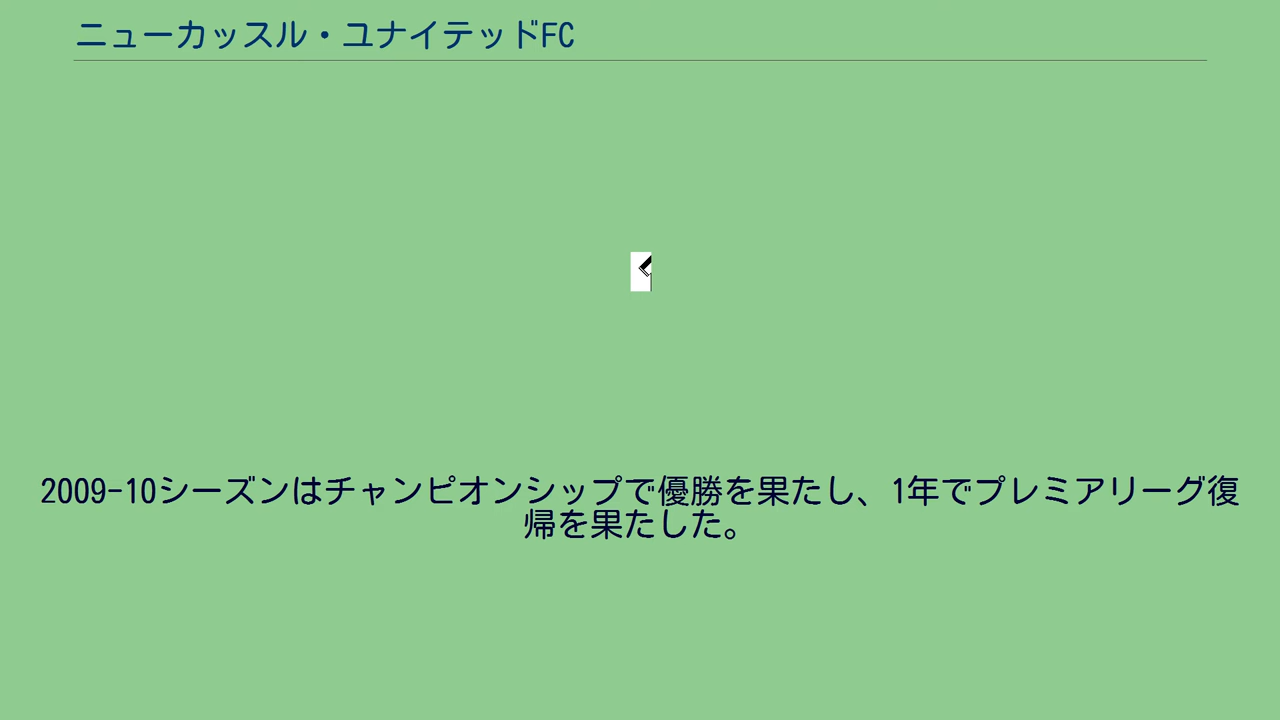 ニューカッスル・ユナイテッドFC
2009-10シーズンはチャンピオンシップで優勝を果たし、1年でプレミアリーグ復
帰を果たした。